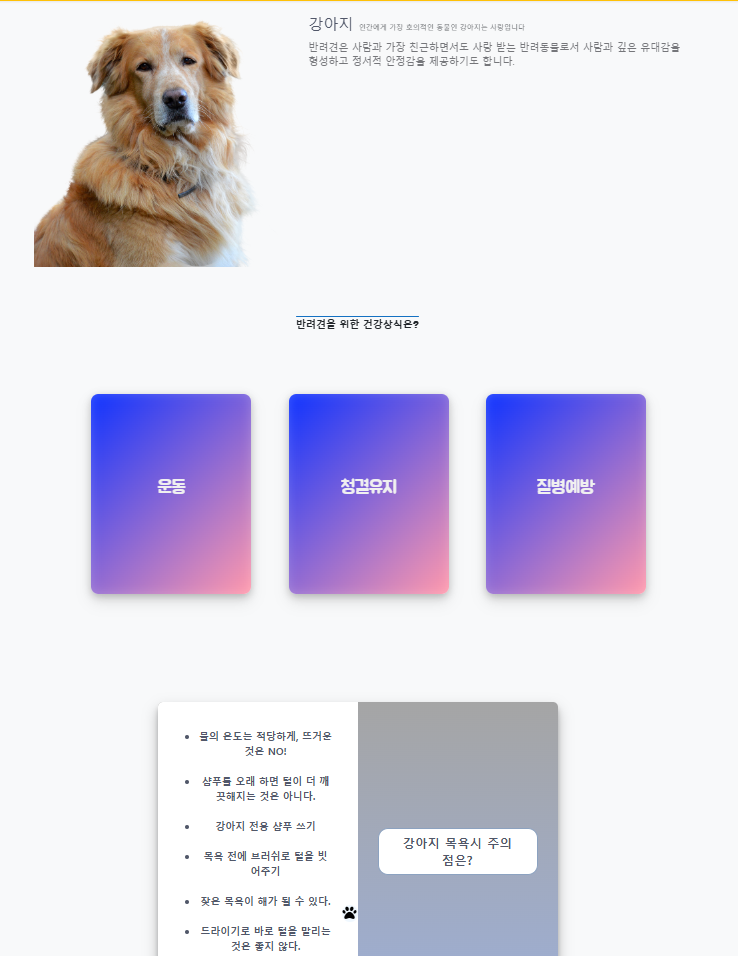 강아지 인간에게 가장 호의적인 동물인 강아지는 사랑입니다
반려견은 사람과 가장 친근하면서도 사랑 받는 반려동물로서 사람과 깊은 유대감을
형성하고 정서적 안정감을 제공하기도 합니다.
반려견을 위한 건강상식은?
운동
청결유지
질병예방
물의 온도는 적당하게, 뜨거운
것은 NO!
샴푸를 오래 하면 털이 더 깨
끗해지는 것은 아니다.
강아지 전용 샴푸 쓰기
목욕 전에 브러쉬로 털을 빗
어주기
잦은 목욕이 해가 될 수 있다.
드라이기로 바로 털을 말리는
것은 좋지 않다.
강아지 목욕시 주의
점은?